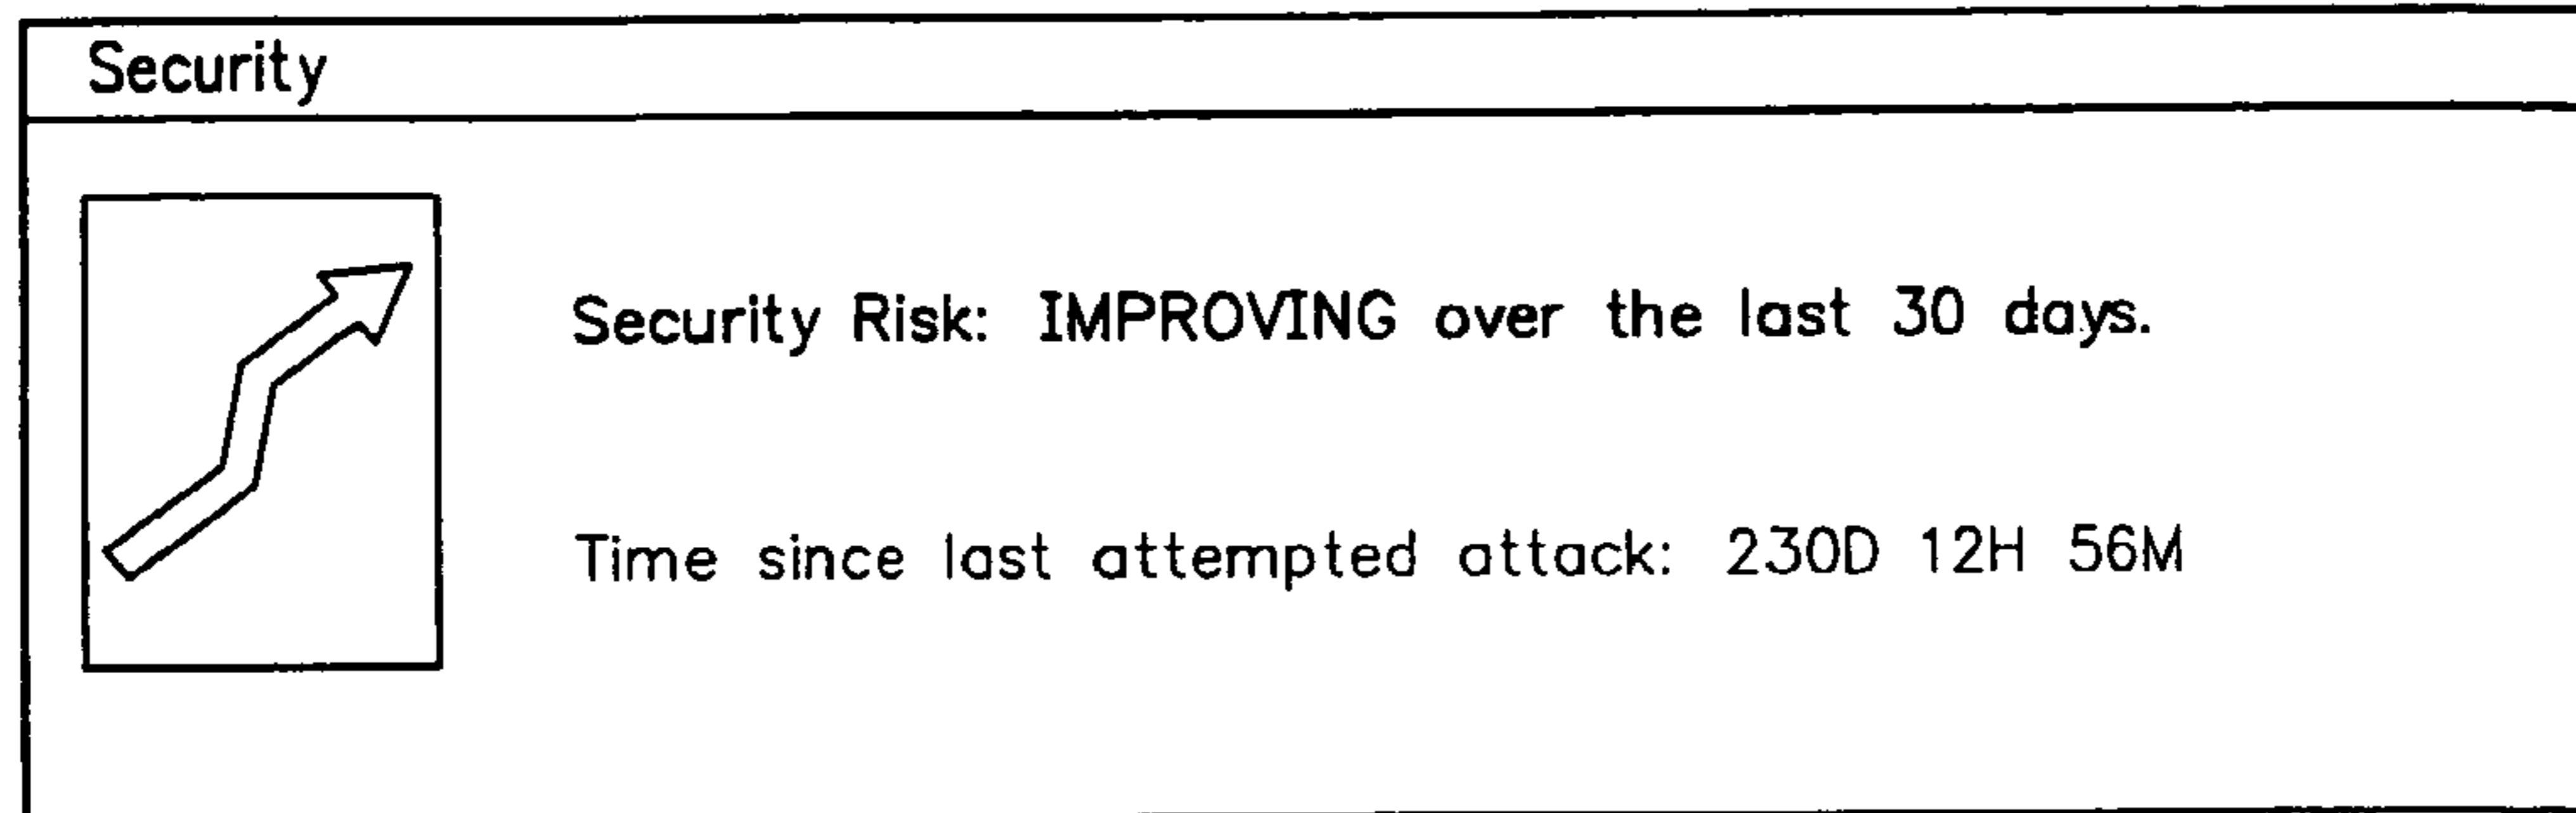 Security
Security Risk: IMPROVING over the last 30 days.
Time since last attempted attack: 230D 12H 56M